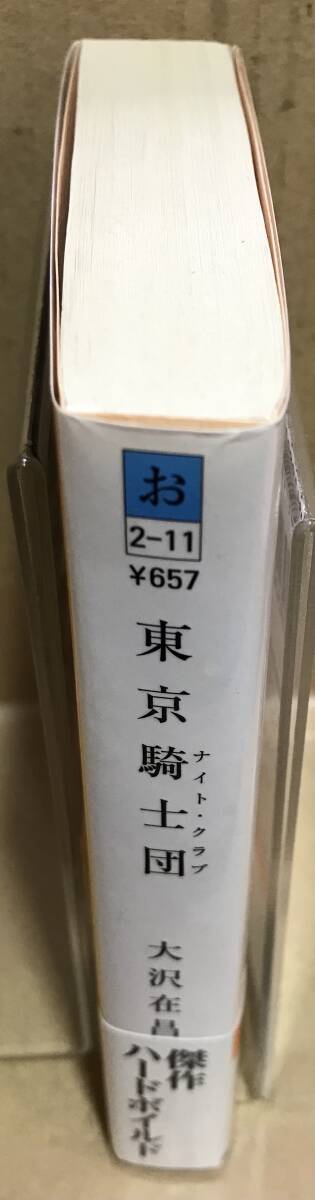 お
2-11
¥657
東京騎士団
ナイト・クラブ
大沢在昌
傑作
ハードボイルド